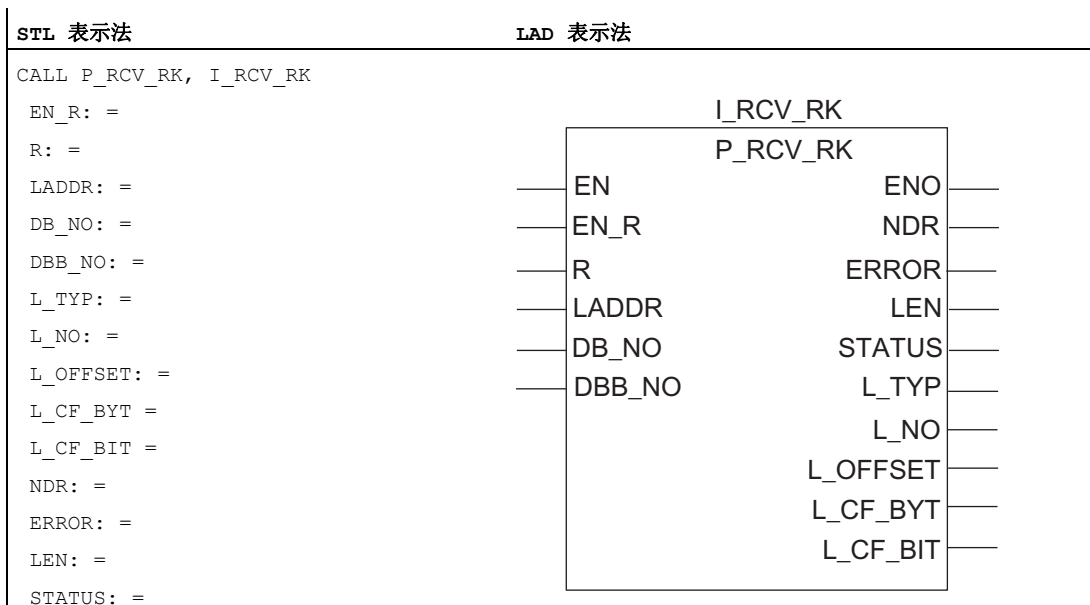 STL 表示法
LAD 表示法
CALL P_RCV_RK, I_RCV_RK
EN_R: =
R: =
LADDR: =
DB_NO: =
DBB_NO: =
L_TYP: =
L_NO: =
L_OFFSET: =
L_CF_BYT =
L_CF_BIT =
NDR: =
ERROR: =
LEN: =
STATUS: =
I_RCV_RK
P_RCV_RK
EN ENO
EN_R NDR
R ERROR
LADDR LEN
DB_NO STATUS
DBB_NO L_TYP
L_NO
L_OFFSET
L_CF_BYT
L_CF_BIT